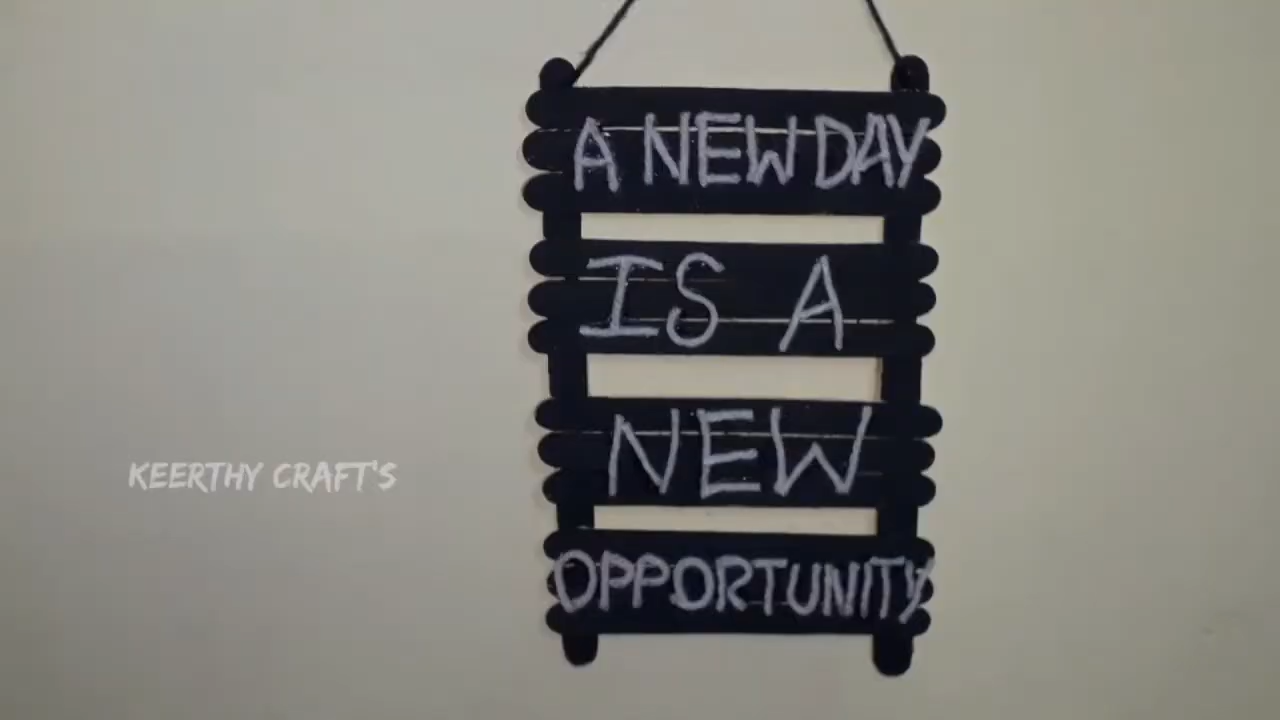 A NEW DAY
IS A
NEW
OPPORTUNITY
KEERTHY CRAFT'S